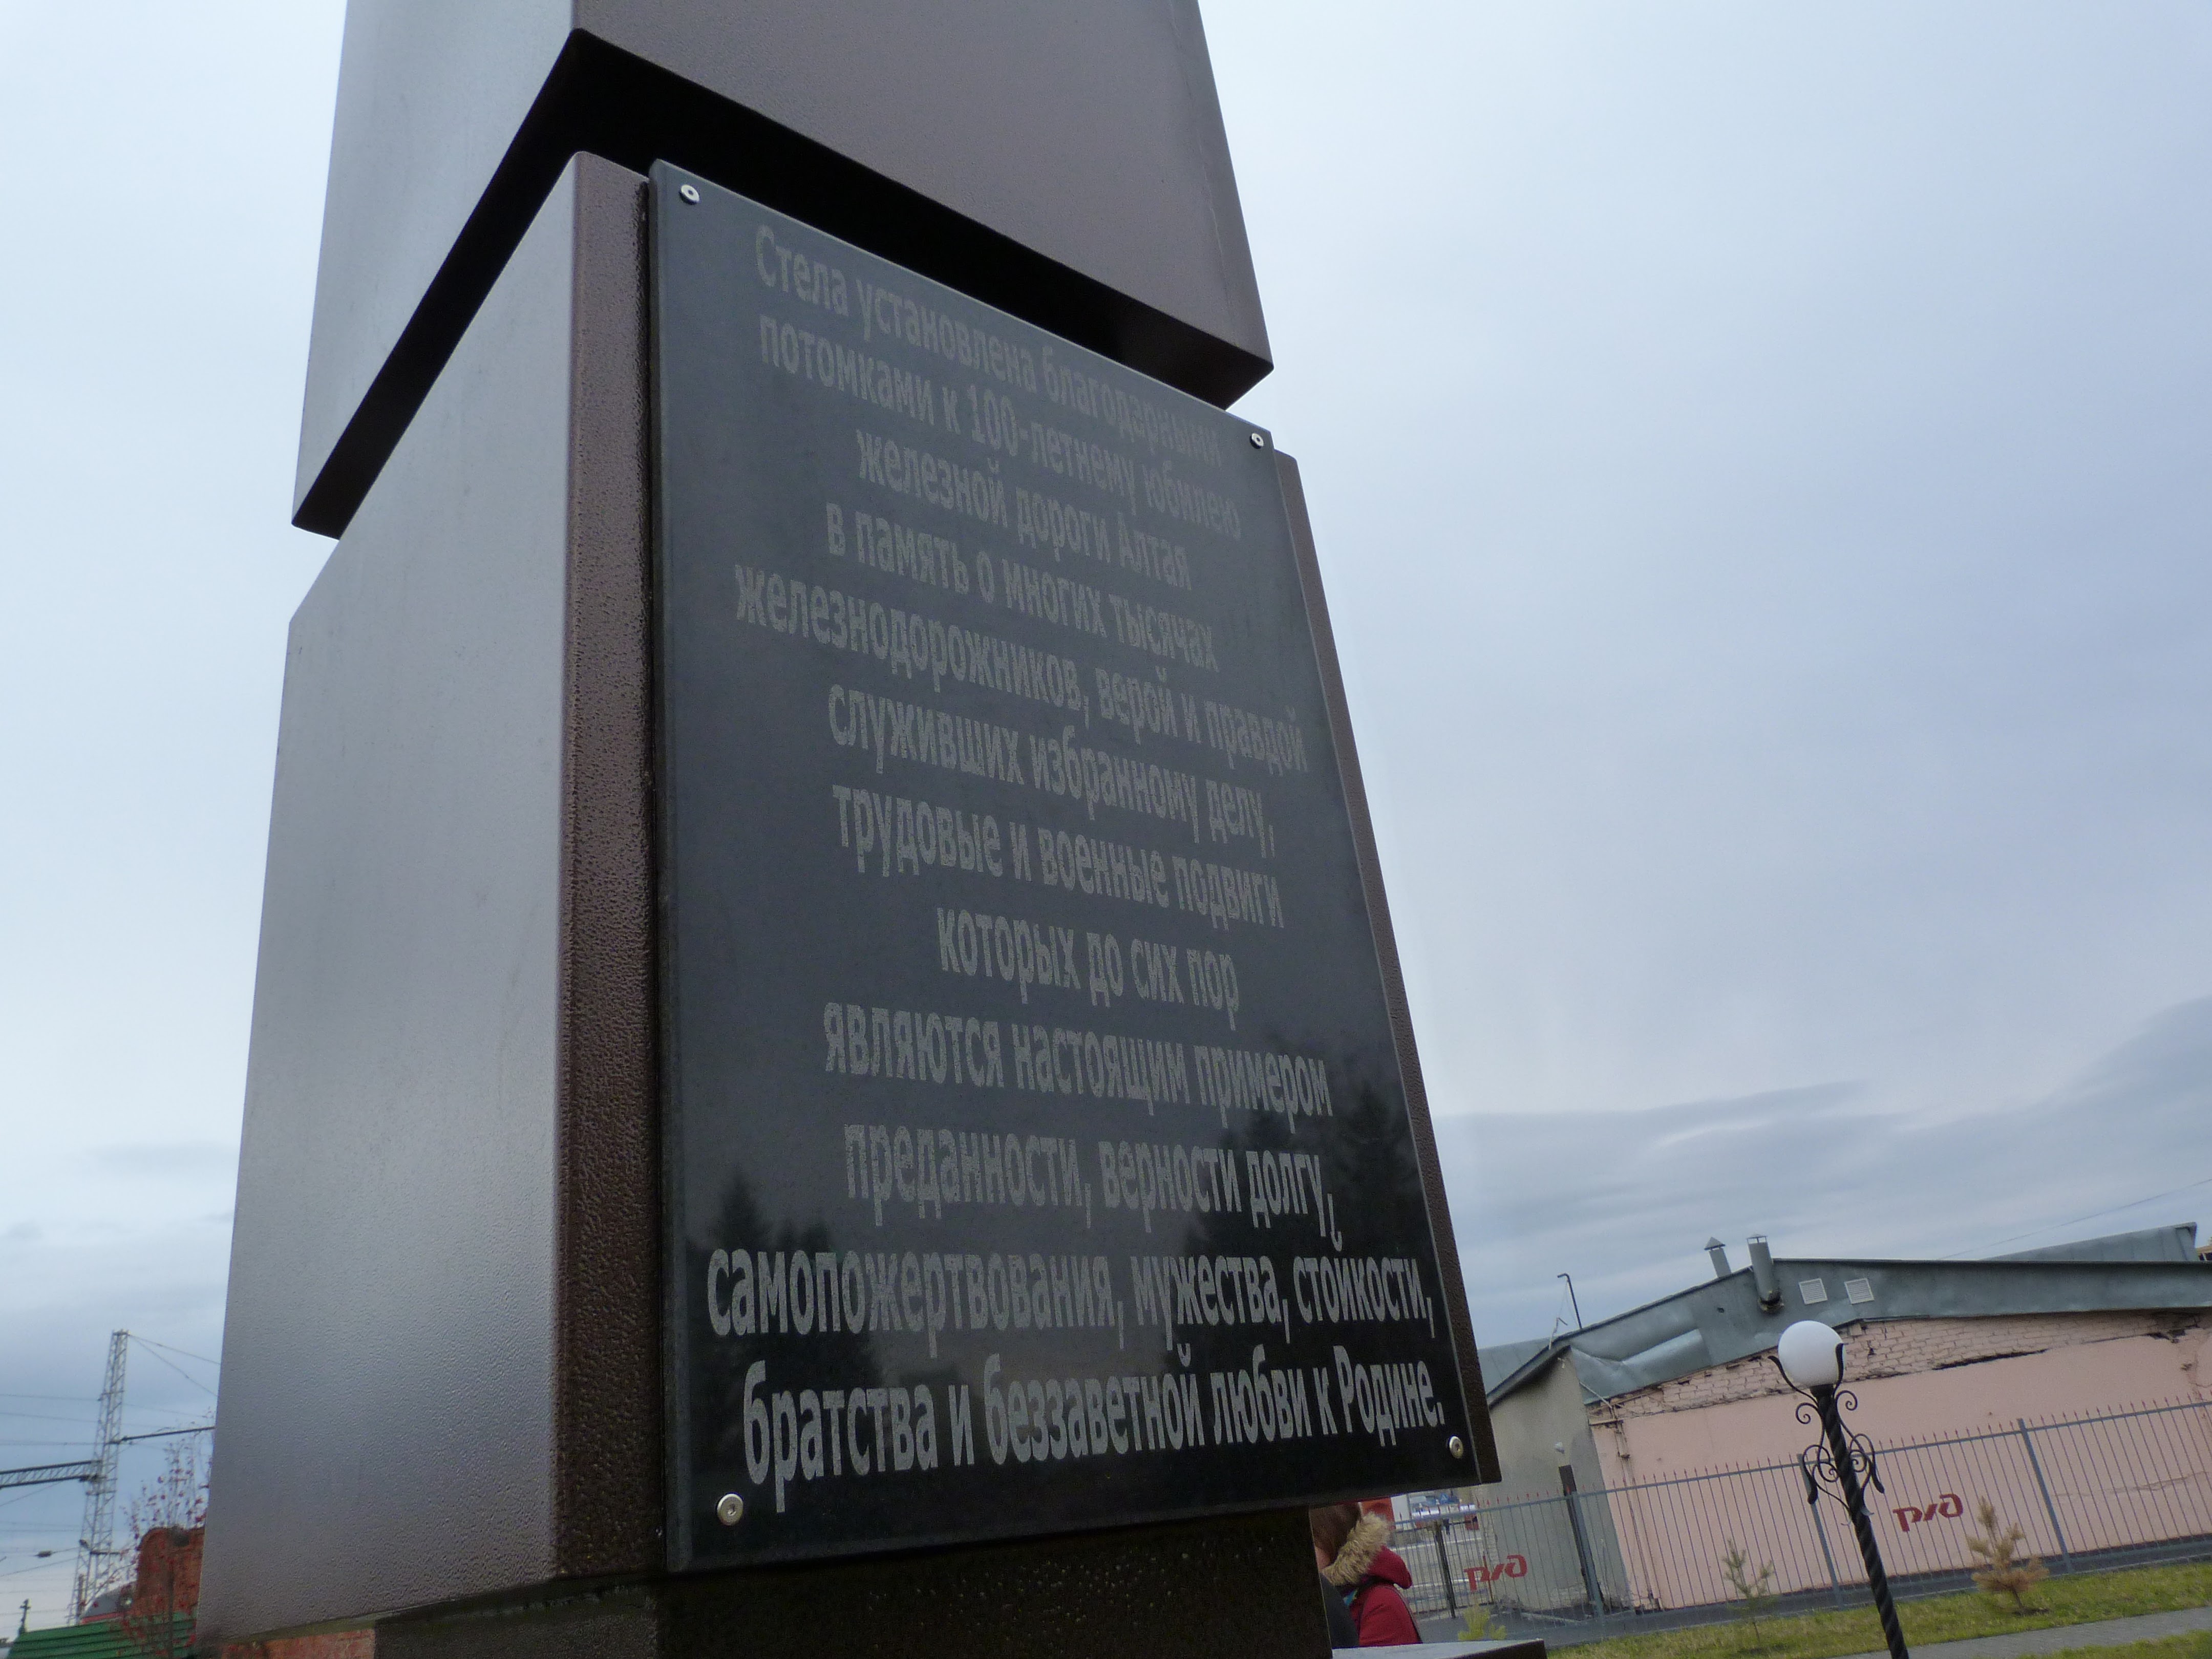 Стела установлена благодарными
потомками к 100-летнему юбилею
железной дороги Алтая
в память о многих тысячах
железнодорожников, верой и правдой
служивших избранному делу,
трудовые и военные подвиги
которых до сих пор
являются настоящим примером
преданности, верности долгу,
самопожертвования, мужества, стойкости,
братства и беззаветной любви к Родине.